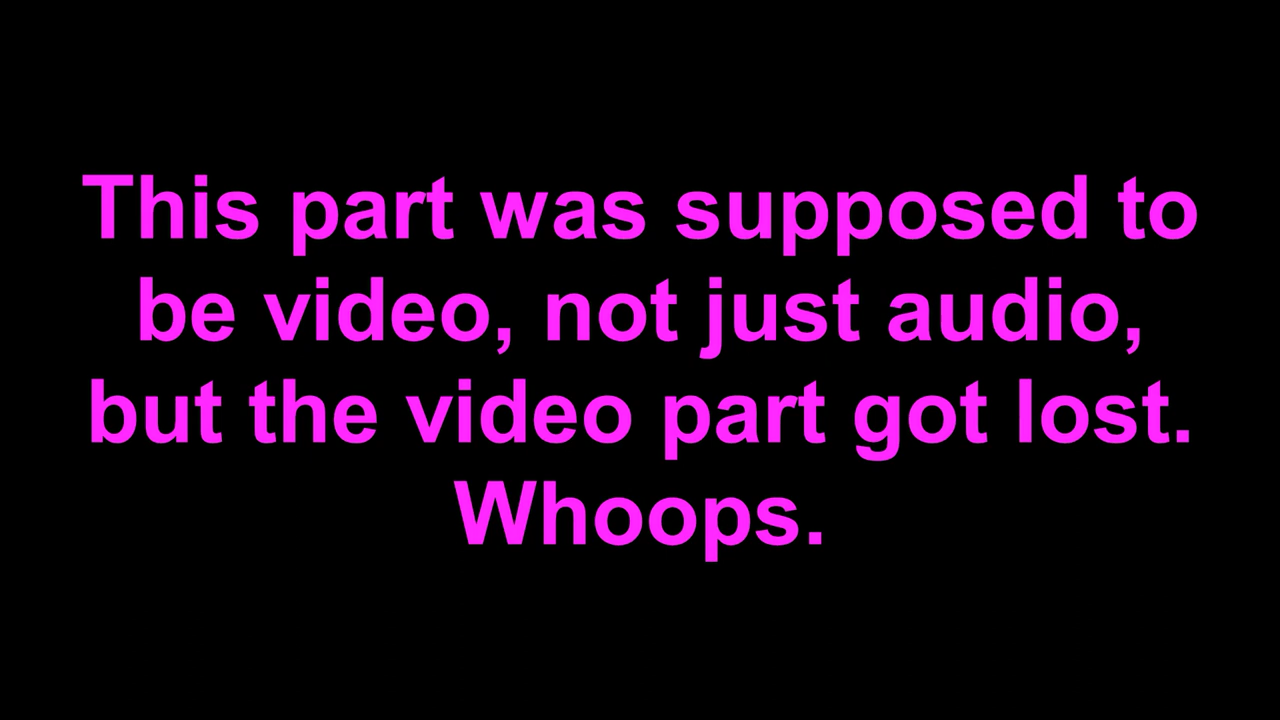 This part was supposed to
be video, not just audio,
but the video part got lost.
Whoops.